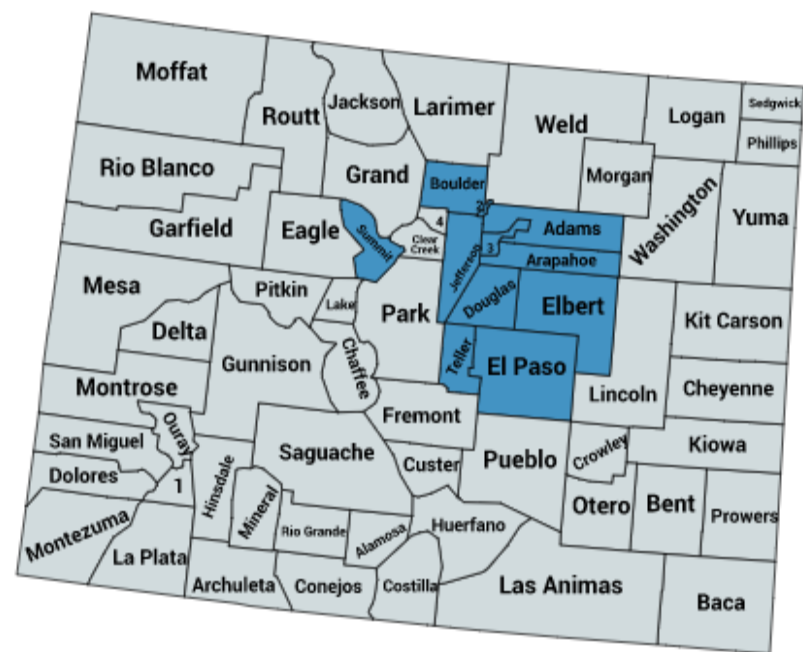 Moffat
Routt
Jackson
Larimer
Weld
Logan
Sedgwick
Phillips
Rio Blanco
Grand
Boulder
Morgan
Washington
Yuma
Garfield
Eagle
Summit
4
Clear
Creek
2
Jefferson
3
Adams
Arapahoe
Mesa
Pitkin
Lake
Park
Douglas
Elbert
Kit Carson
Delta
Gunnison
Chaffee
Teller
El Paso
Lincoln
Cheyenne
Montrose
Fremont
Ouray
San Miguel
Saguache
Custer
Pueblo
Crowley
Kiowa
Dolores
1
Hinsdale
Mineral
Rio Grande
Alamosa
Huerfano
Otero
Bent
Prowers
Montezuma
La Plata
Archuleta
Conejos
Costilla
Las Animas
Baca